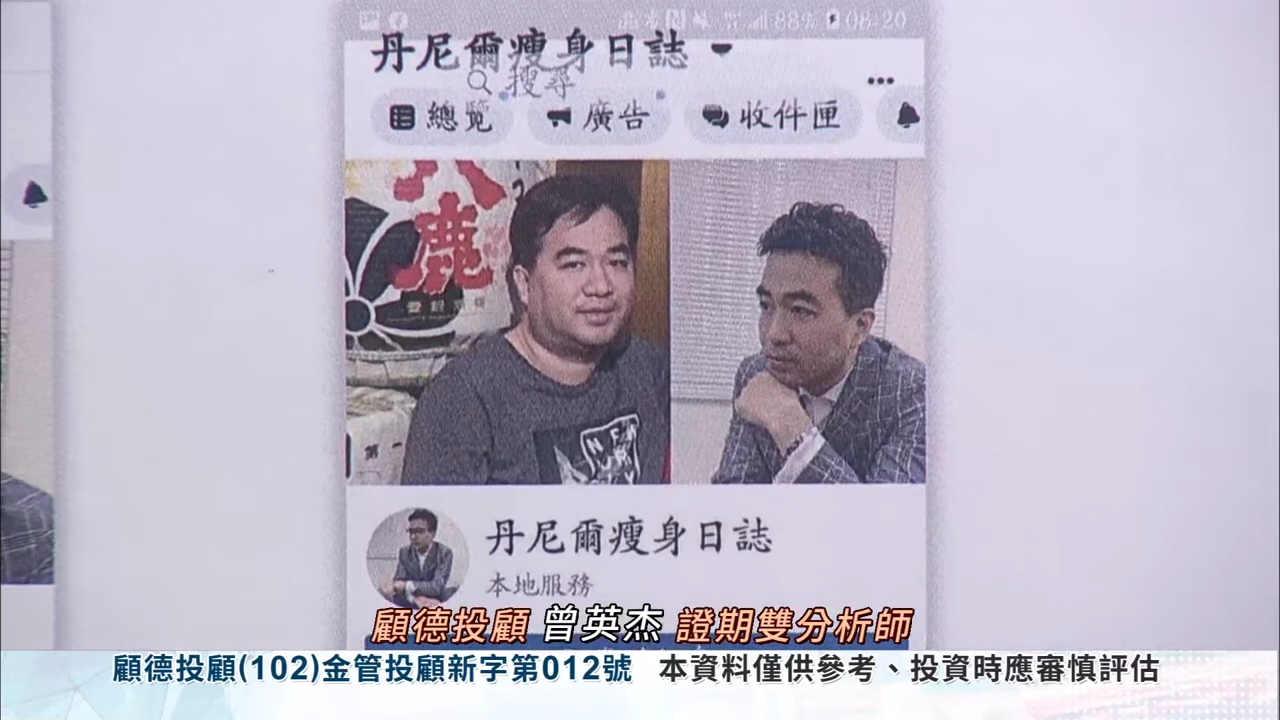 88% 08:20
丹尼爾瘦身日誌
搜尋
總覽 廣告 收件匣
八鹿
丹尼爾瘦身日誌
本地服務
顧德投顧 曾英杰 證期雙分析師
顧德投顧(102)金管投顧新字第012號 本資料僅供參考、投資時應審慎評估